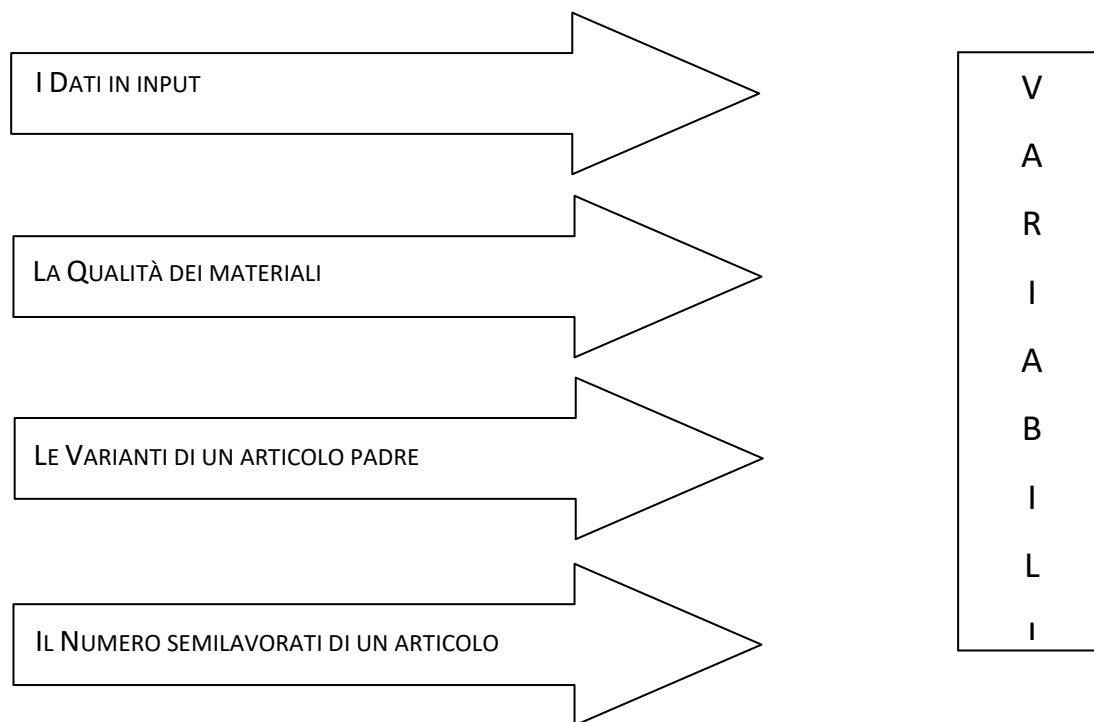 I DATI IN INPUT
LA QUALITÀ DEI MATERIALI
LE VARIANTI DI UN ARTICOLO PADRE
IL NUMERO SEMILAVORATI DI UN ARTICOLO
V
A
R
I
A
B
I
L
I